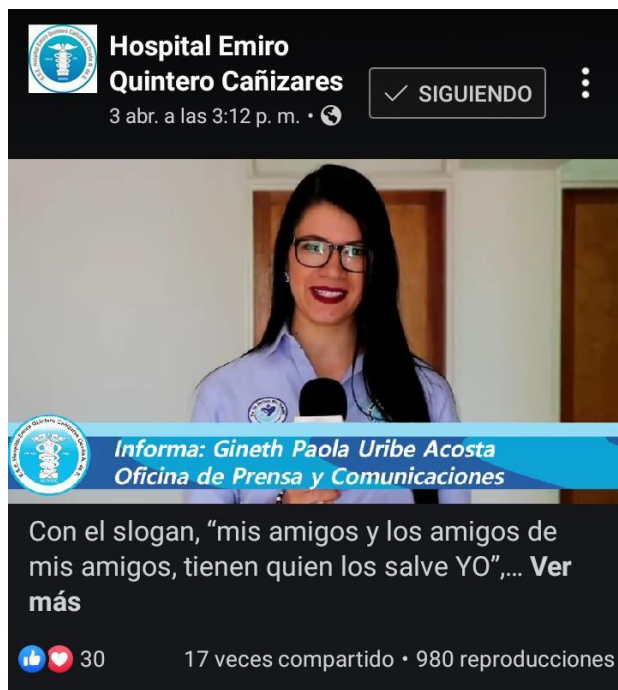 Hospital Emiro
Quintero Cañizares
3 abr. a las 3:12 p. m. •
SIGUIENDO
Informa: Gineth Paola Uribe Acosta
Oficina de Prensa y Comunicaciones
Con el slogan, “mis amigos y los amigos de
mis amigos, tienen quien los salve YO”,... Ver
más
30
17 veces compartido • 980 reproducciones